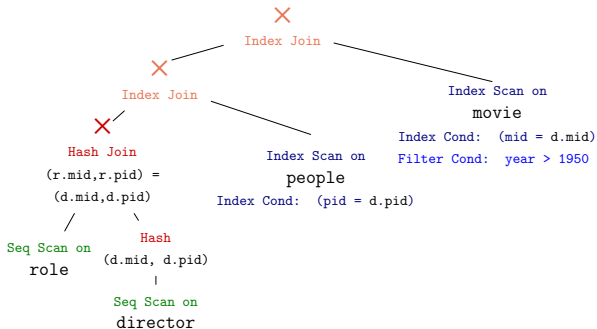 Index Join
Index Join
Index Scan on
movie
Index Cond: (mid = d.mid)
Filter Cond: year > 1950
Hash Join
(r.mid,r.pid) =
(d.mid,d.pid)
Index Scan on
people
Index Cond: (pid = d.pid)
Seq Scan on
role
Hash
(d.mid, d.pid)
Seq Scan on
director